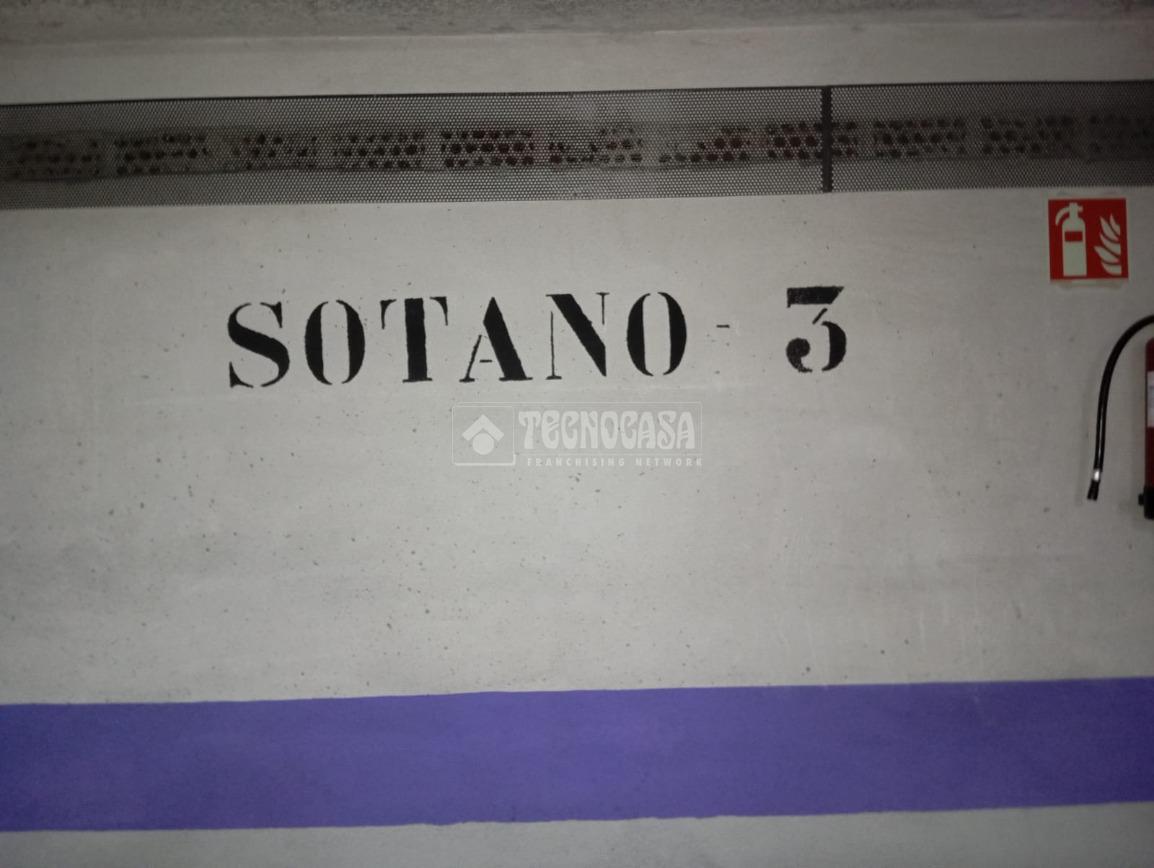 SOTANO - 3
TECNOCASA
FRANCHISING NETWORK